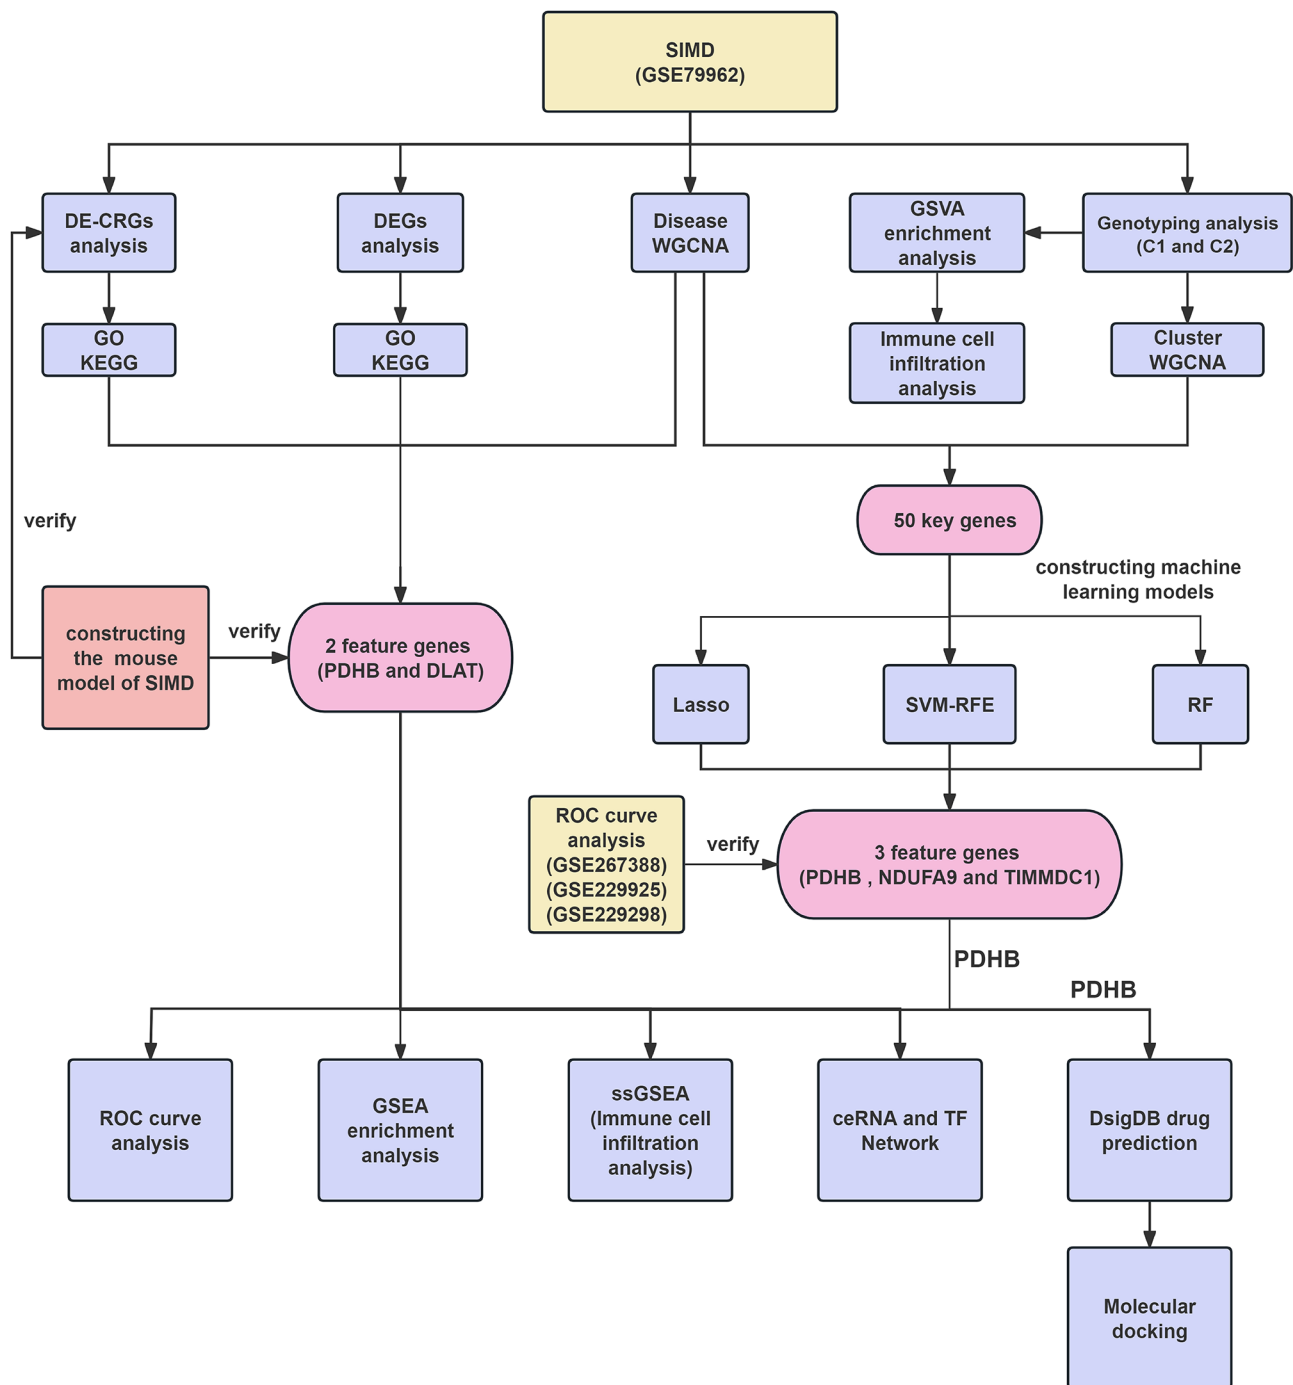 SIMD
(GSE79962)
DE-CRGs
analysis
DEGs
analysis
Disease
WGCNA
GSVA
enrichment
analysis
Genotyping analysis
(C1 and C2)
GO
KEGG
GO
KEGG
Immune cell
infiltration
analysis
Cluster
WGCNA
verify
50 key genes
constructing machine
learning models
constructing
the mouse
model of SIMD
verify
2 feature genes
(PDHB and DLAT)
Lasso
SVM-RFE
RF
ROC curve
analysis
(GSE267388)
(GSE229925)
(GSE229298)
verify
3 feature genes
(PDHB , NDUFA9 and TIMMDC1)
PDHB
PDHB
ROC curve
analysis
GSEA
enrichment
analysis
ssGSEA
(Immune cell
infiltration
analysis)
ceRNA and TF
Network
DsigDB drug
prediction
Molecular
docking